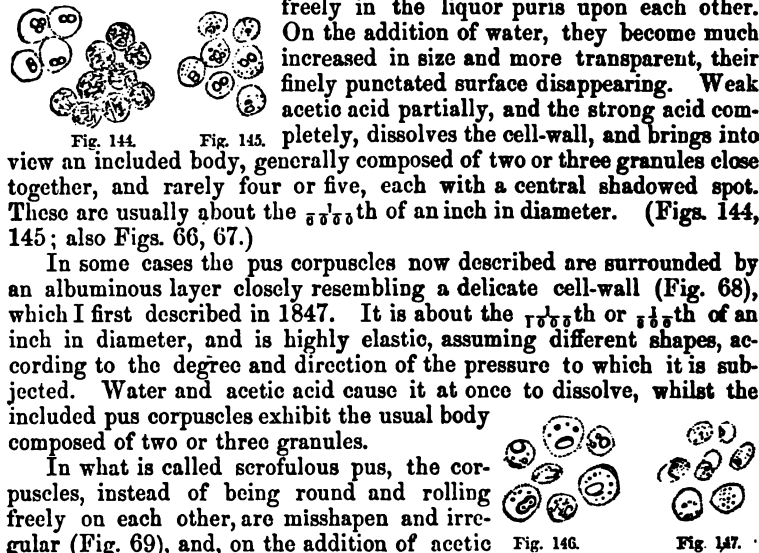 freely in the liquor puris upon each other.
On the addition of water, they become much
increased in size and more transparent, their
finely punctated surface disappearing. Weak
acetic acid partially, and the strong acid com-
Fig. 144. Fig. 145. pletely, dissolves the cell-wall, and brings into
view an included body, generally composed of two or three granules close
together, and rarely four or five, each with a central shadowed spot.
These are usually about the th of an inch in diameter. (Figs. 144,
145; also Figs. 66, 67.)
In some cases the pus corpuscles now described are surrounded by
an albuminous layer closely resembling a delicate cell-wall (Fig. 68),
which I first described in 1847. It is about the th or th of an
inch in diameter, and is highly elastic, assuming different shapes, ac-
cording to the degree and direction of the pressure to which it is sub-
jected. Water and acetic acid cause it at once to dissolve, whilst the
included pus corpuscles exhibit the usual body
composed of two or three granules.
In what is called scrofulous pus, the cor-
puscles, instead of being round and rolling
freely on each other, are misshapen and irre-
gular (Fig. 69), and, on the addition of acetic Fig. 146. Fig. 147.